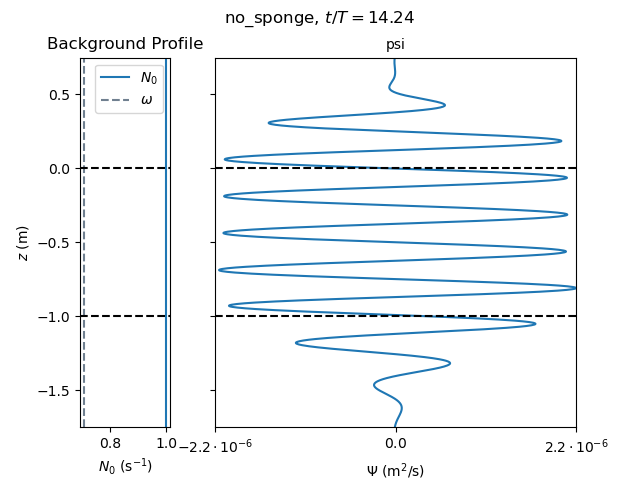 no_sponge, t/T = 14.24
Background Profile
psi
N₀
ω
0.5
0.0
−0.5
−1.0
−1.5
z (m)
0.8
1.0
N₀ (s⁻¹)
−2.2 · 10⁻⁶
0.0
2.2 · 10⁻⁶
Ψ (m²/s)